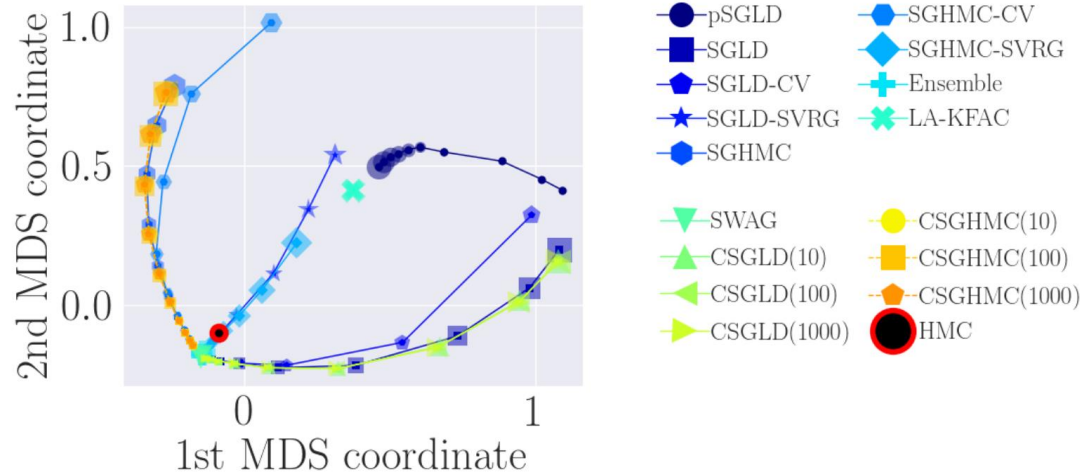 2nd MDS coordinate
1.0
0.5
0.0
0
1
1st MDS coordinate
pSGLD
SGLD
SGLD-CV
SGLD-SVRG
SGHMC
SGHMC-CV
SGHMC-SVRG
Ensemble
LA-KFAC
SWAG
CSGLD(10)
CSGLD(100)
CSGLD(1000)
CSGHMC(10)
CSGHMC(100)
CSGHMC(1000)
HMC